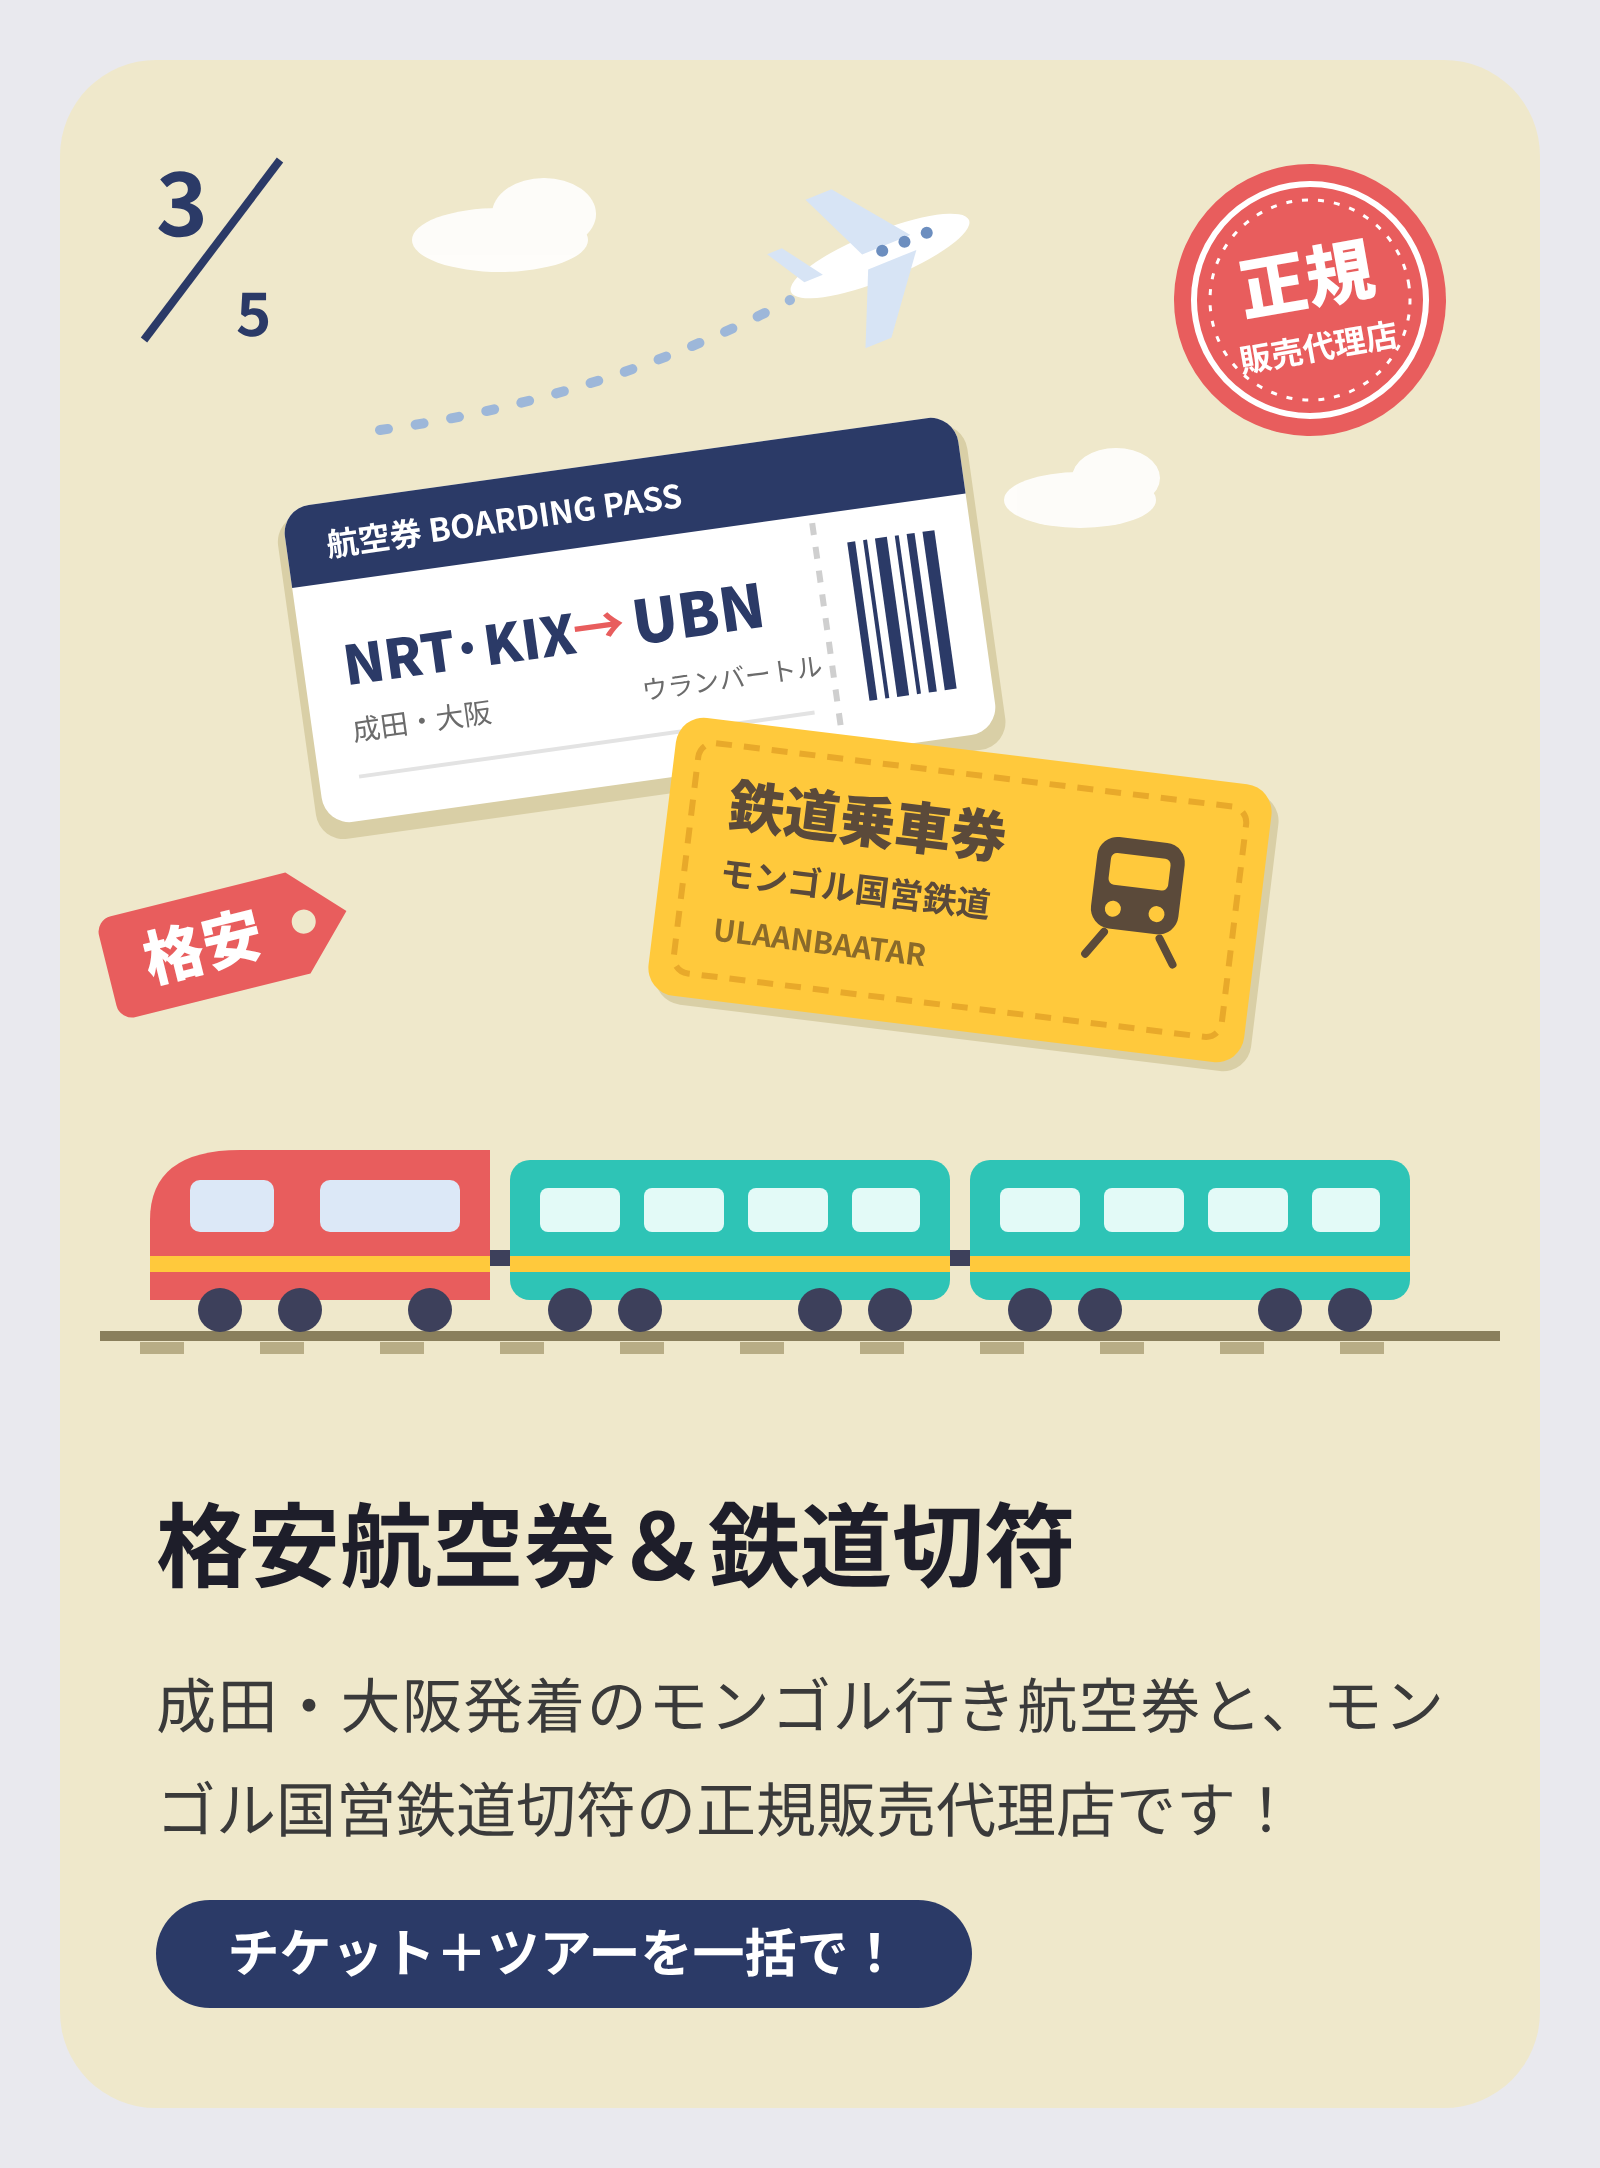 3/5
正規
販売代理店
航空券 BOARDING PASS
NRT・KIX→UBN
成田・大阪
ウランバートル
鉄道乗車券
モンゴル国営鉄道
ULAANBAATAR
格安
格安航空券＆鉄道切符
成田・大阪発着のモンゴル行き航空券と、モン
ゴル国営鉄道切符の正規販売代理店です！
チケット＋ツアーを一括で！